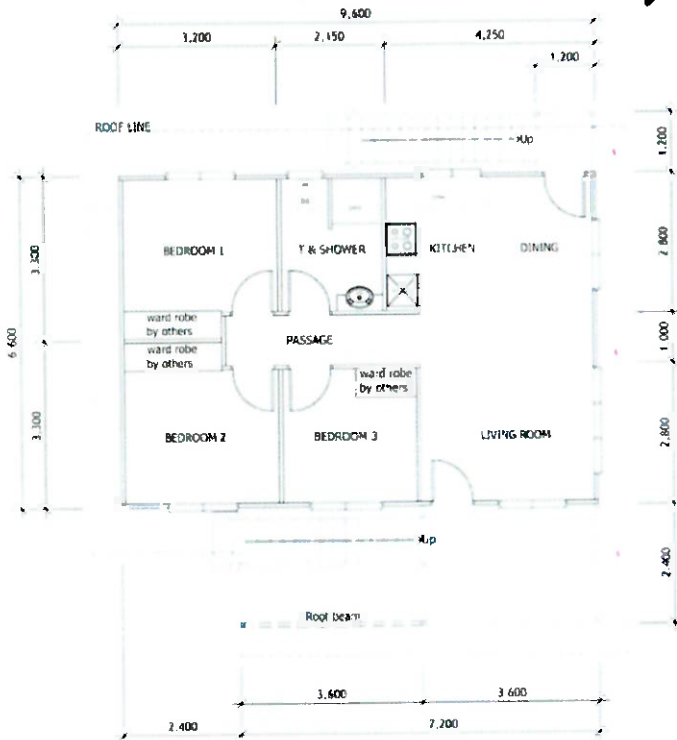 9,600
3,200
2,150
4,250
1,200
ROOF LINE
Up
1,200
BEDROOM 1
T & SHOWER
KITCHEN
DINING
2 800
3,300
6 600
ward robe
by others
ward robe
by others
PASSAGE
1 000
ward robe
by others
BEDROOM 2
BEDROOM 3
LIVING ROOM
2,800
3,300
Up
2,400
Roof beam
3,600
3 600
2,400
7,200